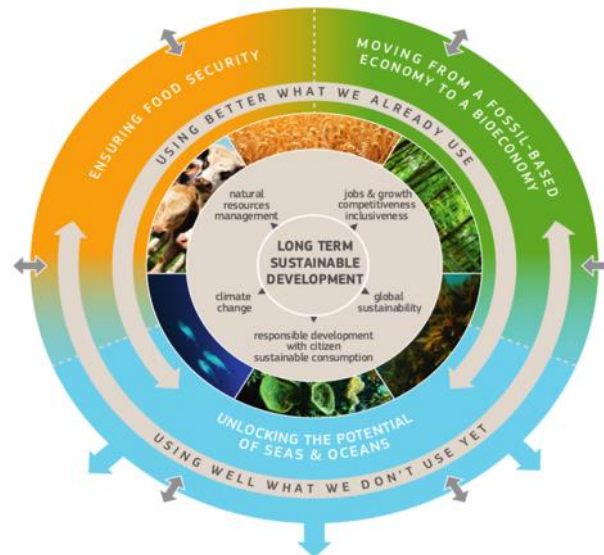 ENSURING FOOD SECURITY
MOVING FROM A FOSSIL-BASED
ECONOMY TO A BIOECONOMY
USING BETTER WHAT WE ALREADY USE
natural
resources
management
jobs & growth
competitiveness
inclusiveness
LONG TERM
SUSTAINABLE
DEVELOPMENT
climate
change
global
sustainability
responsible development
with citizen
sustainable consumption
UNLOCKING THE POTENTIAL
OF SEAS & OCEANS
USING WELL WHAT WE DON'T USE YET